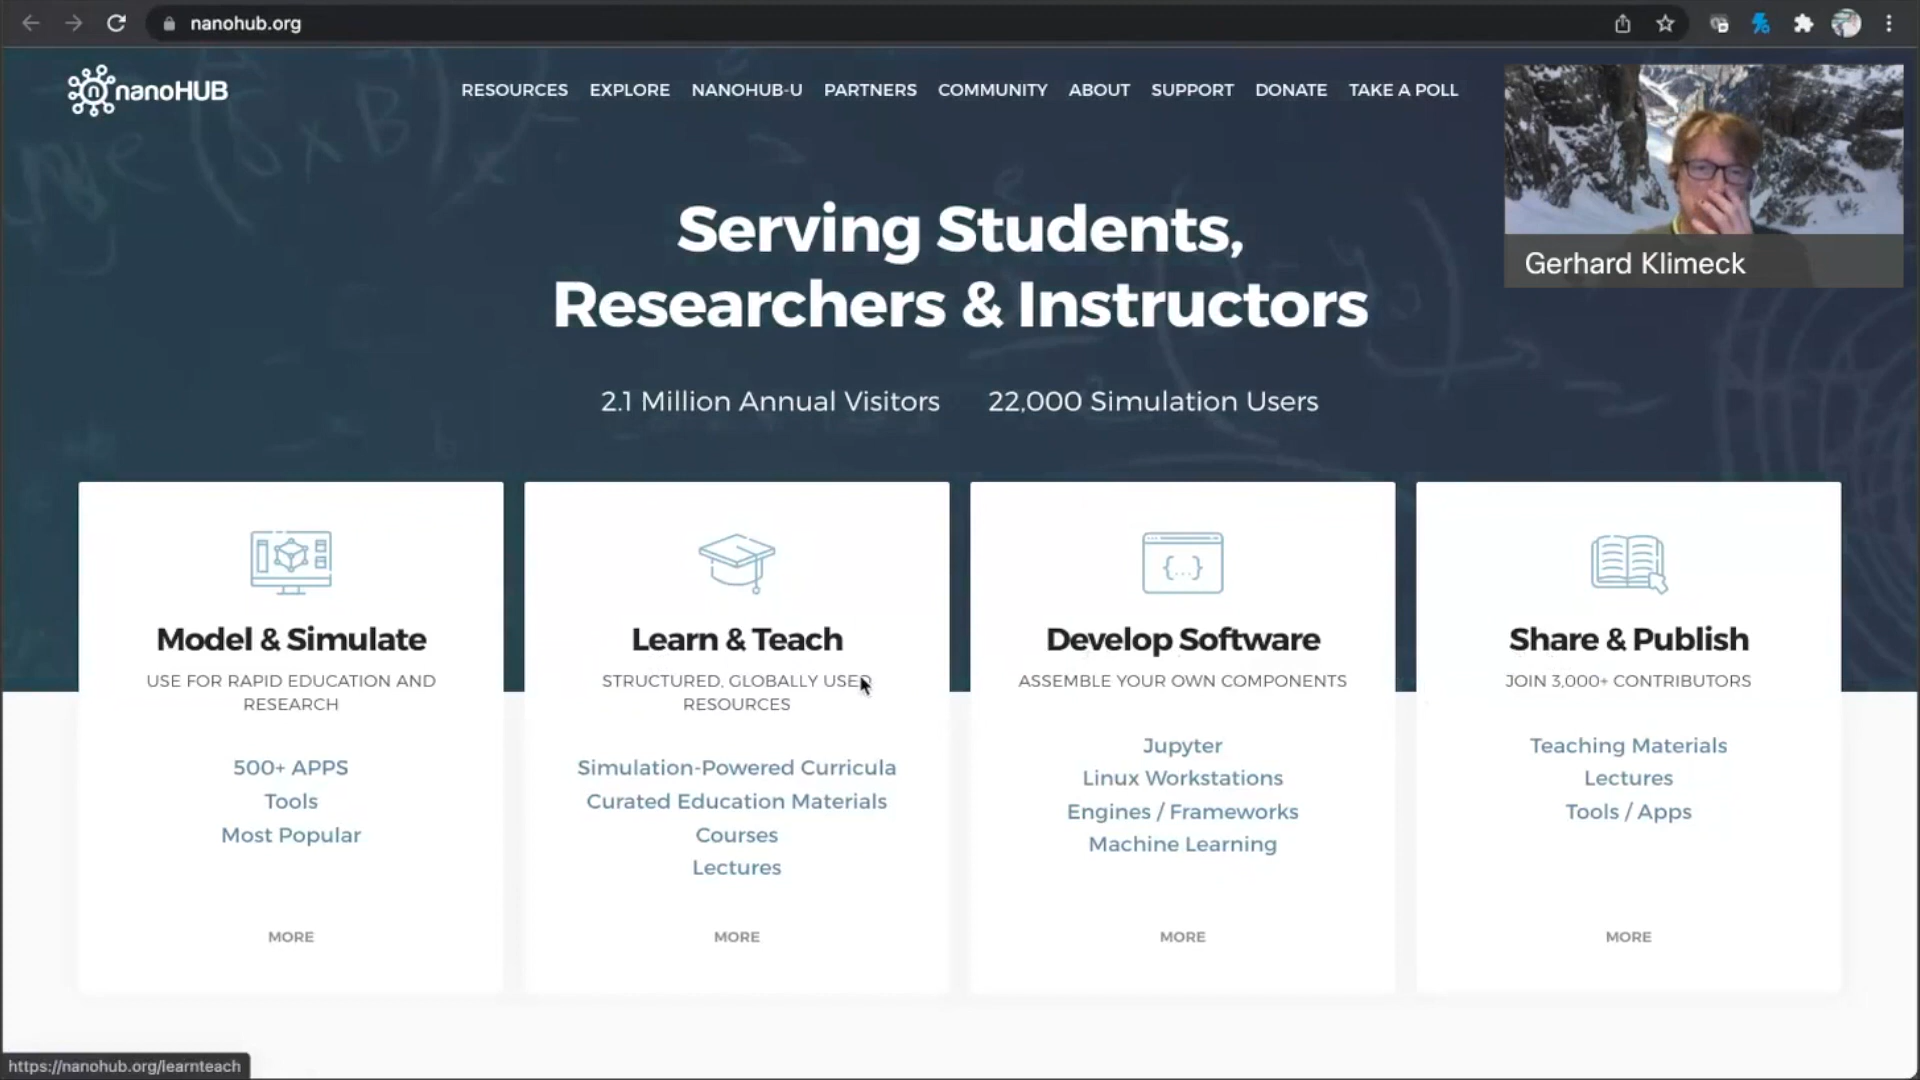 nanohub.org
nanoHUB
RESOURCES EXPLORE NANOHUB-U PARTNERS COMMUNITY ABOUT SUPPORT DONATE TAKE A POLL
Gerhard Klimeck
Serving Students,
Researchers & Instructors
2.1 Million Annual Visitors 22,000 Simulation Users
Model & Simulate
USE FOR RAPID EDUCATION AND
RESEARCH
500+ APPS
Tools
Most Popular
MORE
Learn & Teach
STRUCTURED, GLOBALLY USED
RESOURCES
Simulation-Powered Curricula
Curated Education Materials
Courses
Lectures
MORE
Develop Software
ASSEMBLE YOUR OWN COMPONENTS
Jupyter
Linux Workstations
Engines / Frameworks
Machine Learning
MORE
Share & Publish
JOIN 3,000+ CONTRIBUTORS
Teaching Materials
Lectures
Tools / Apps
MORE
https://nanohub.org/learnteach